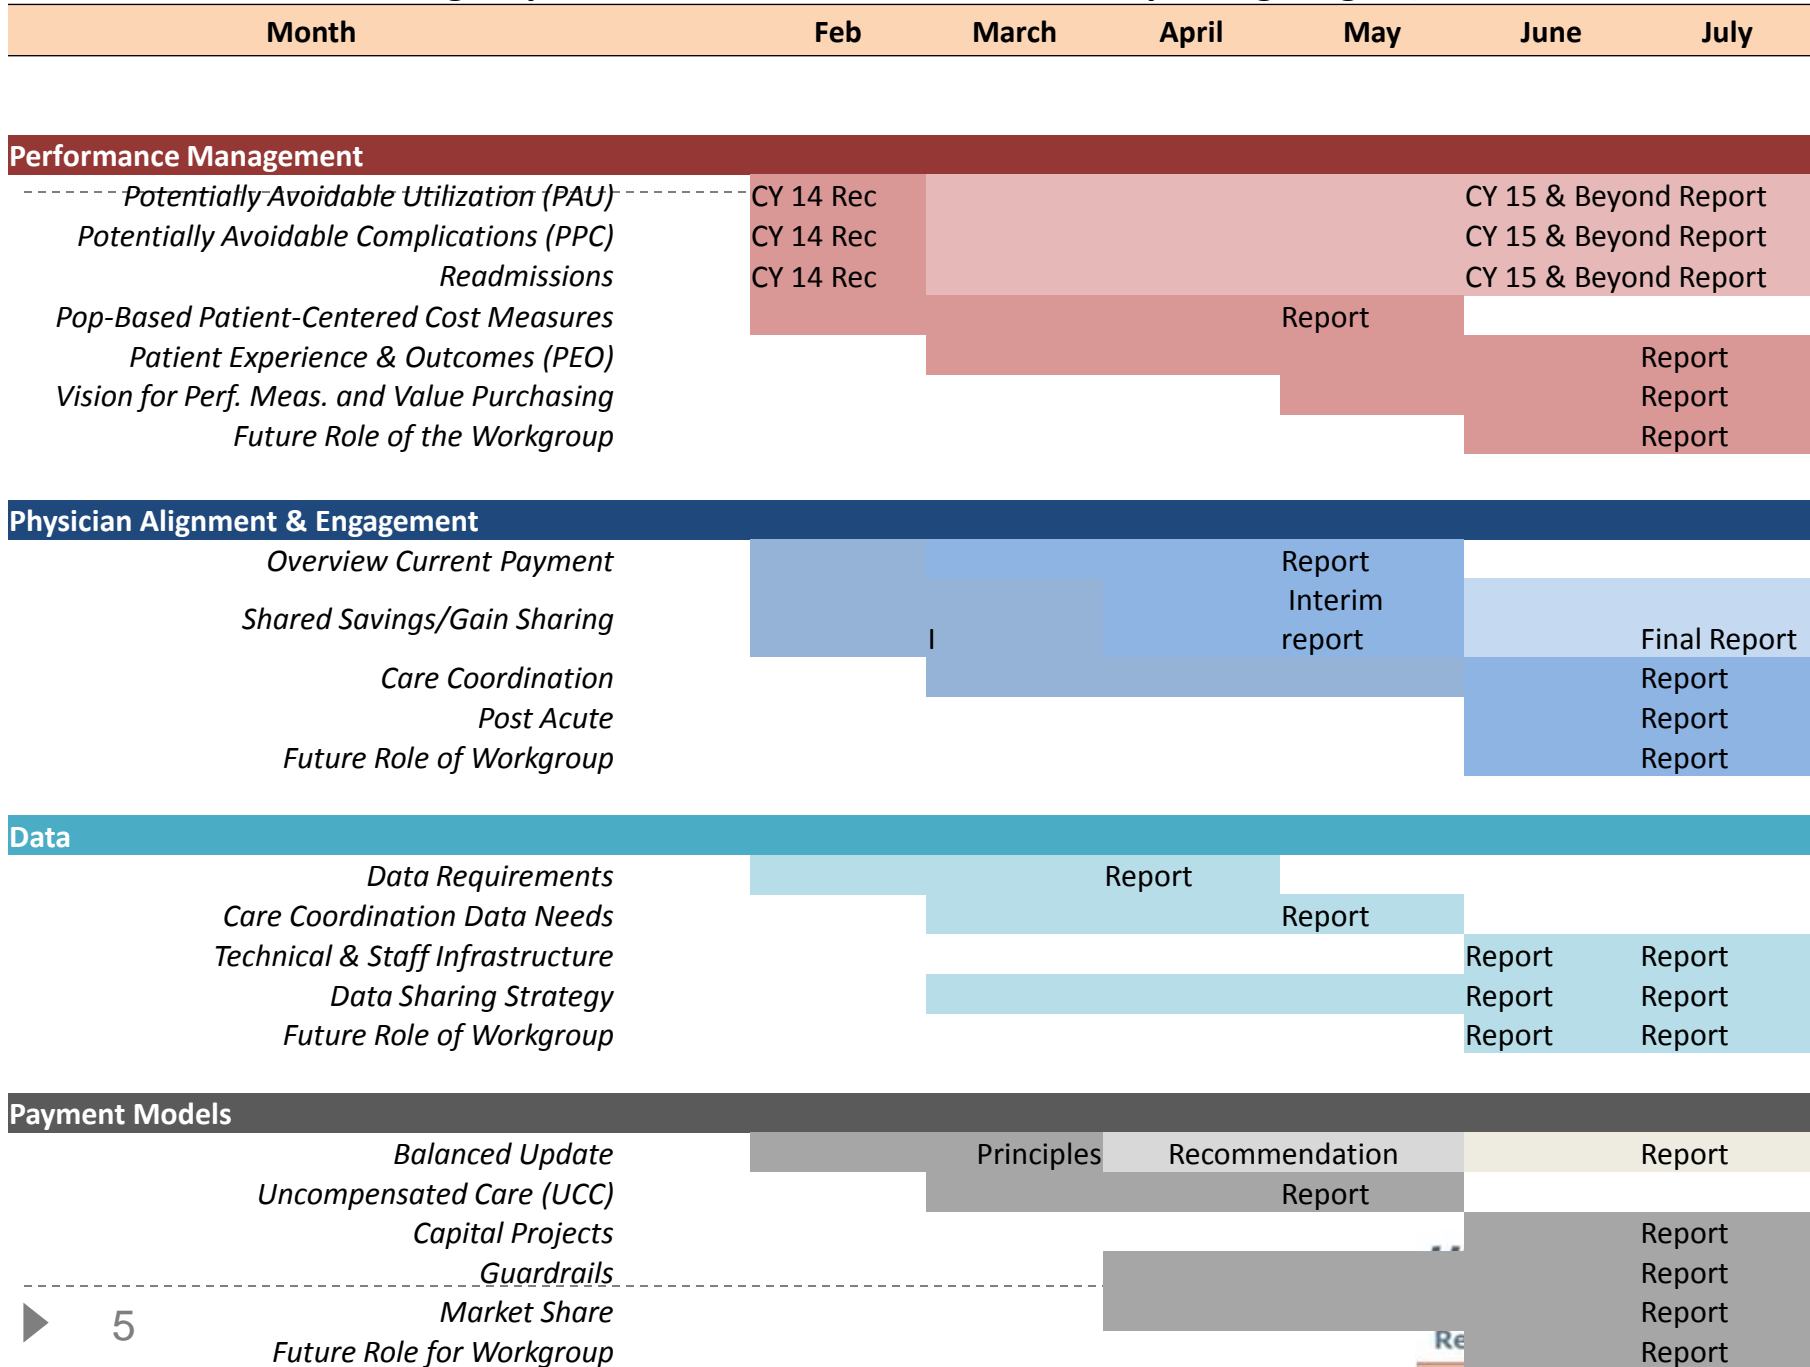 Month Feb March April May June July
Performance Management
Potentially Avoidable Utilization (PAU) CY 14 Rec CY 15 & Beyond Report
Potentially Avoidable Complications (PPC) CY 14 Rec CY 15 & Beyond Report
Readmissions CY 14 Rec CY 15 & Beyond Report
Pop-Based Patient-Centered Cost Measures Report
Patient Experience & Outcomes (PEO) Report
Vision for Perf. Meas. and Value Purchasing Report
Future Role of the Workgroup Report
Physician Alignment & Engagement
Overview Current Payment Report
Shared Savings/Gain Sharing I Interim report Final Report
Care Coordination Report
Post Acute Report
Future Role of Workgroup Report
Data
Data Requirements Report
Care Coordination Data Needs Report
Technical & Staff Infrastructure Report Report
Data Sharing Strategy Report Report
Future Role of Workgroup Report Report
Payment Models
Balanced Update Principles Recommendation Report
Uncompensated Care (UCC) Report
Capital Projects Report
Guardrails Report
Market Share Report
5
Future Role for Workgroup Report